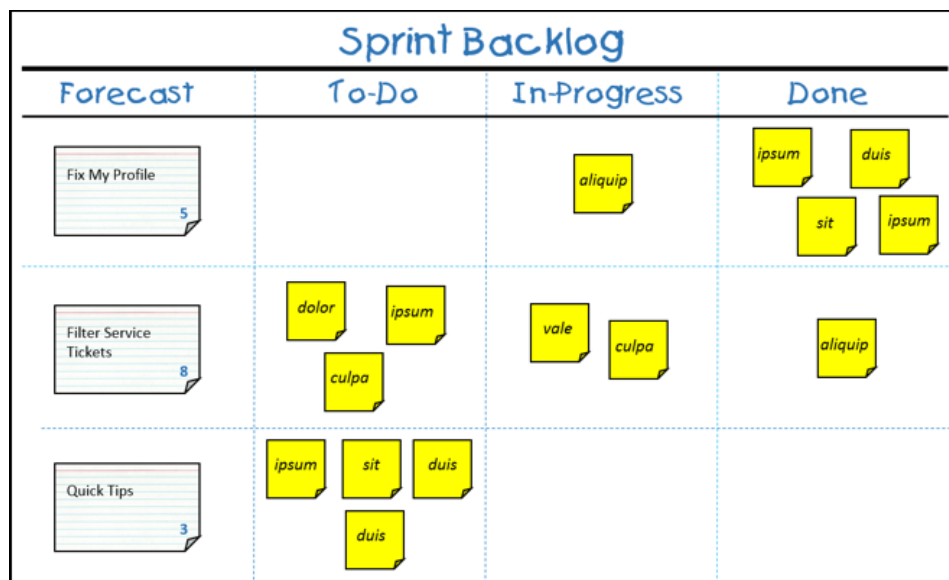 Sprint Backlog
Forecast To-Do In-Progress Done
Fix My Profile
5
aliquip
ipsum duis
sit ipsum
Filter Service
Tickets
8
dolor ipsum
culpa
vale culpa
aliquip
Quick Tips
3
ipsum sit duis
duis